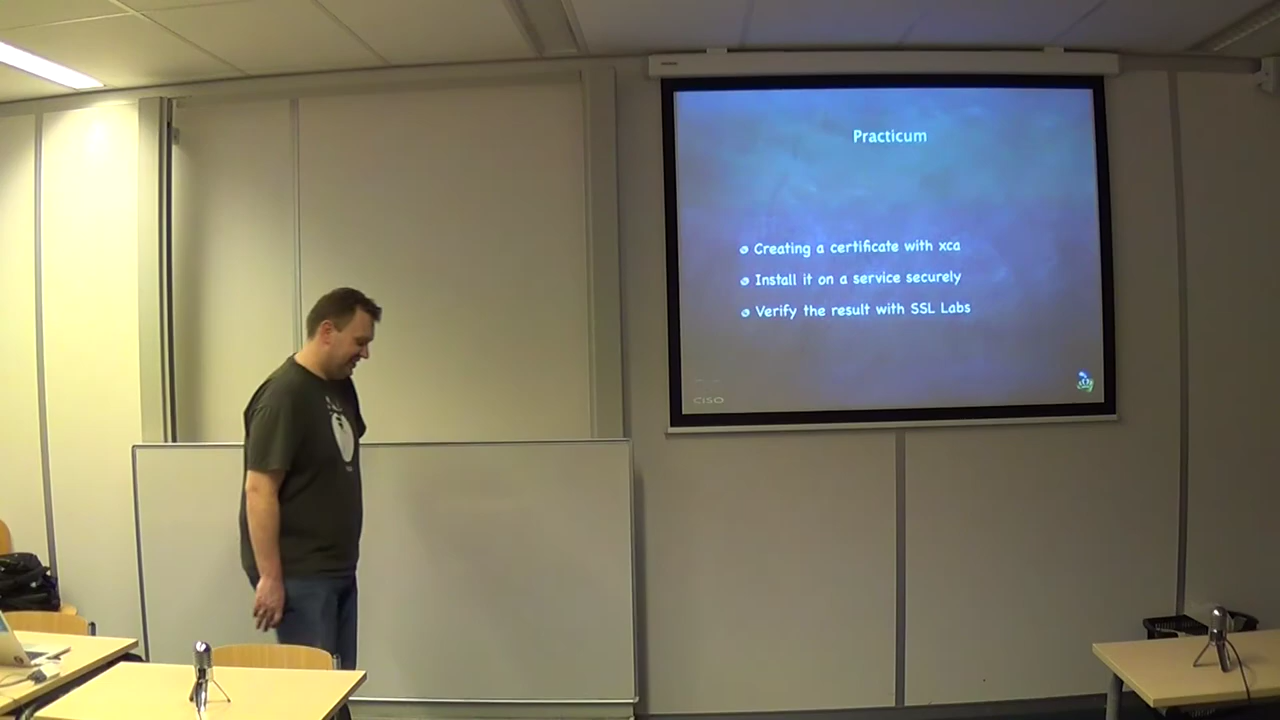 Practicum
Creating a certificate with xca
Install it on a service securely
Verify the result with SSL Labs
CISO